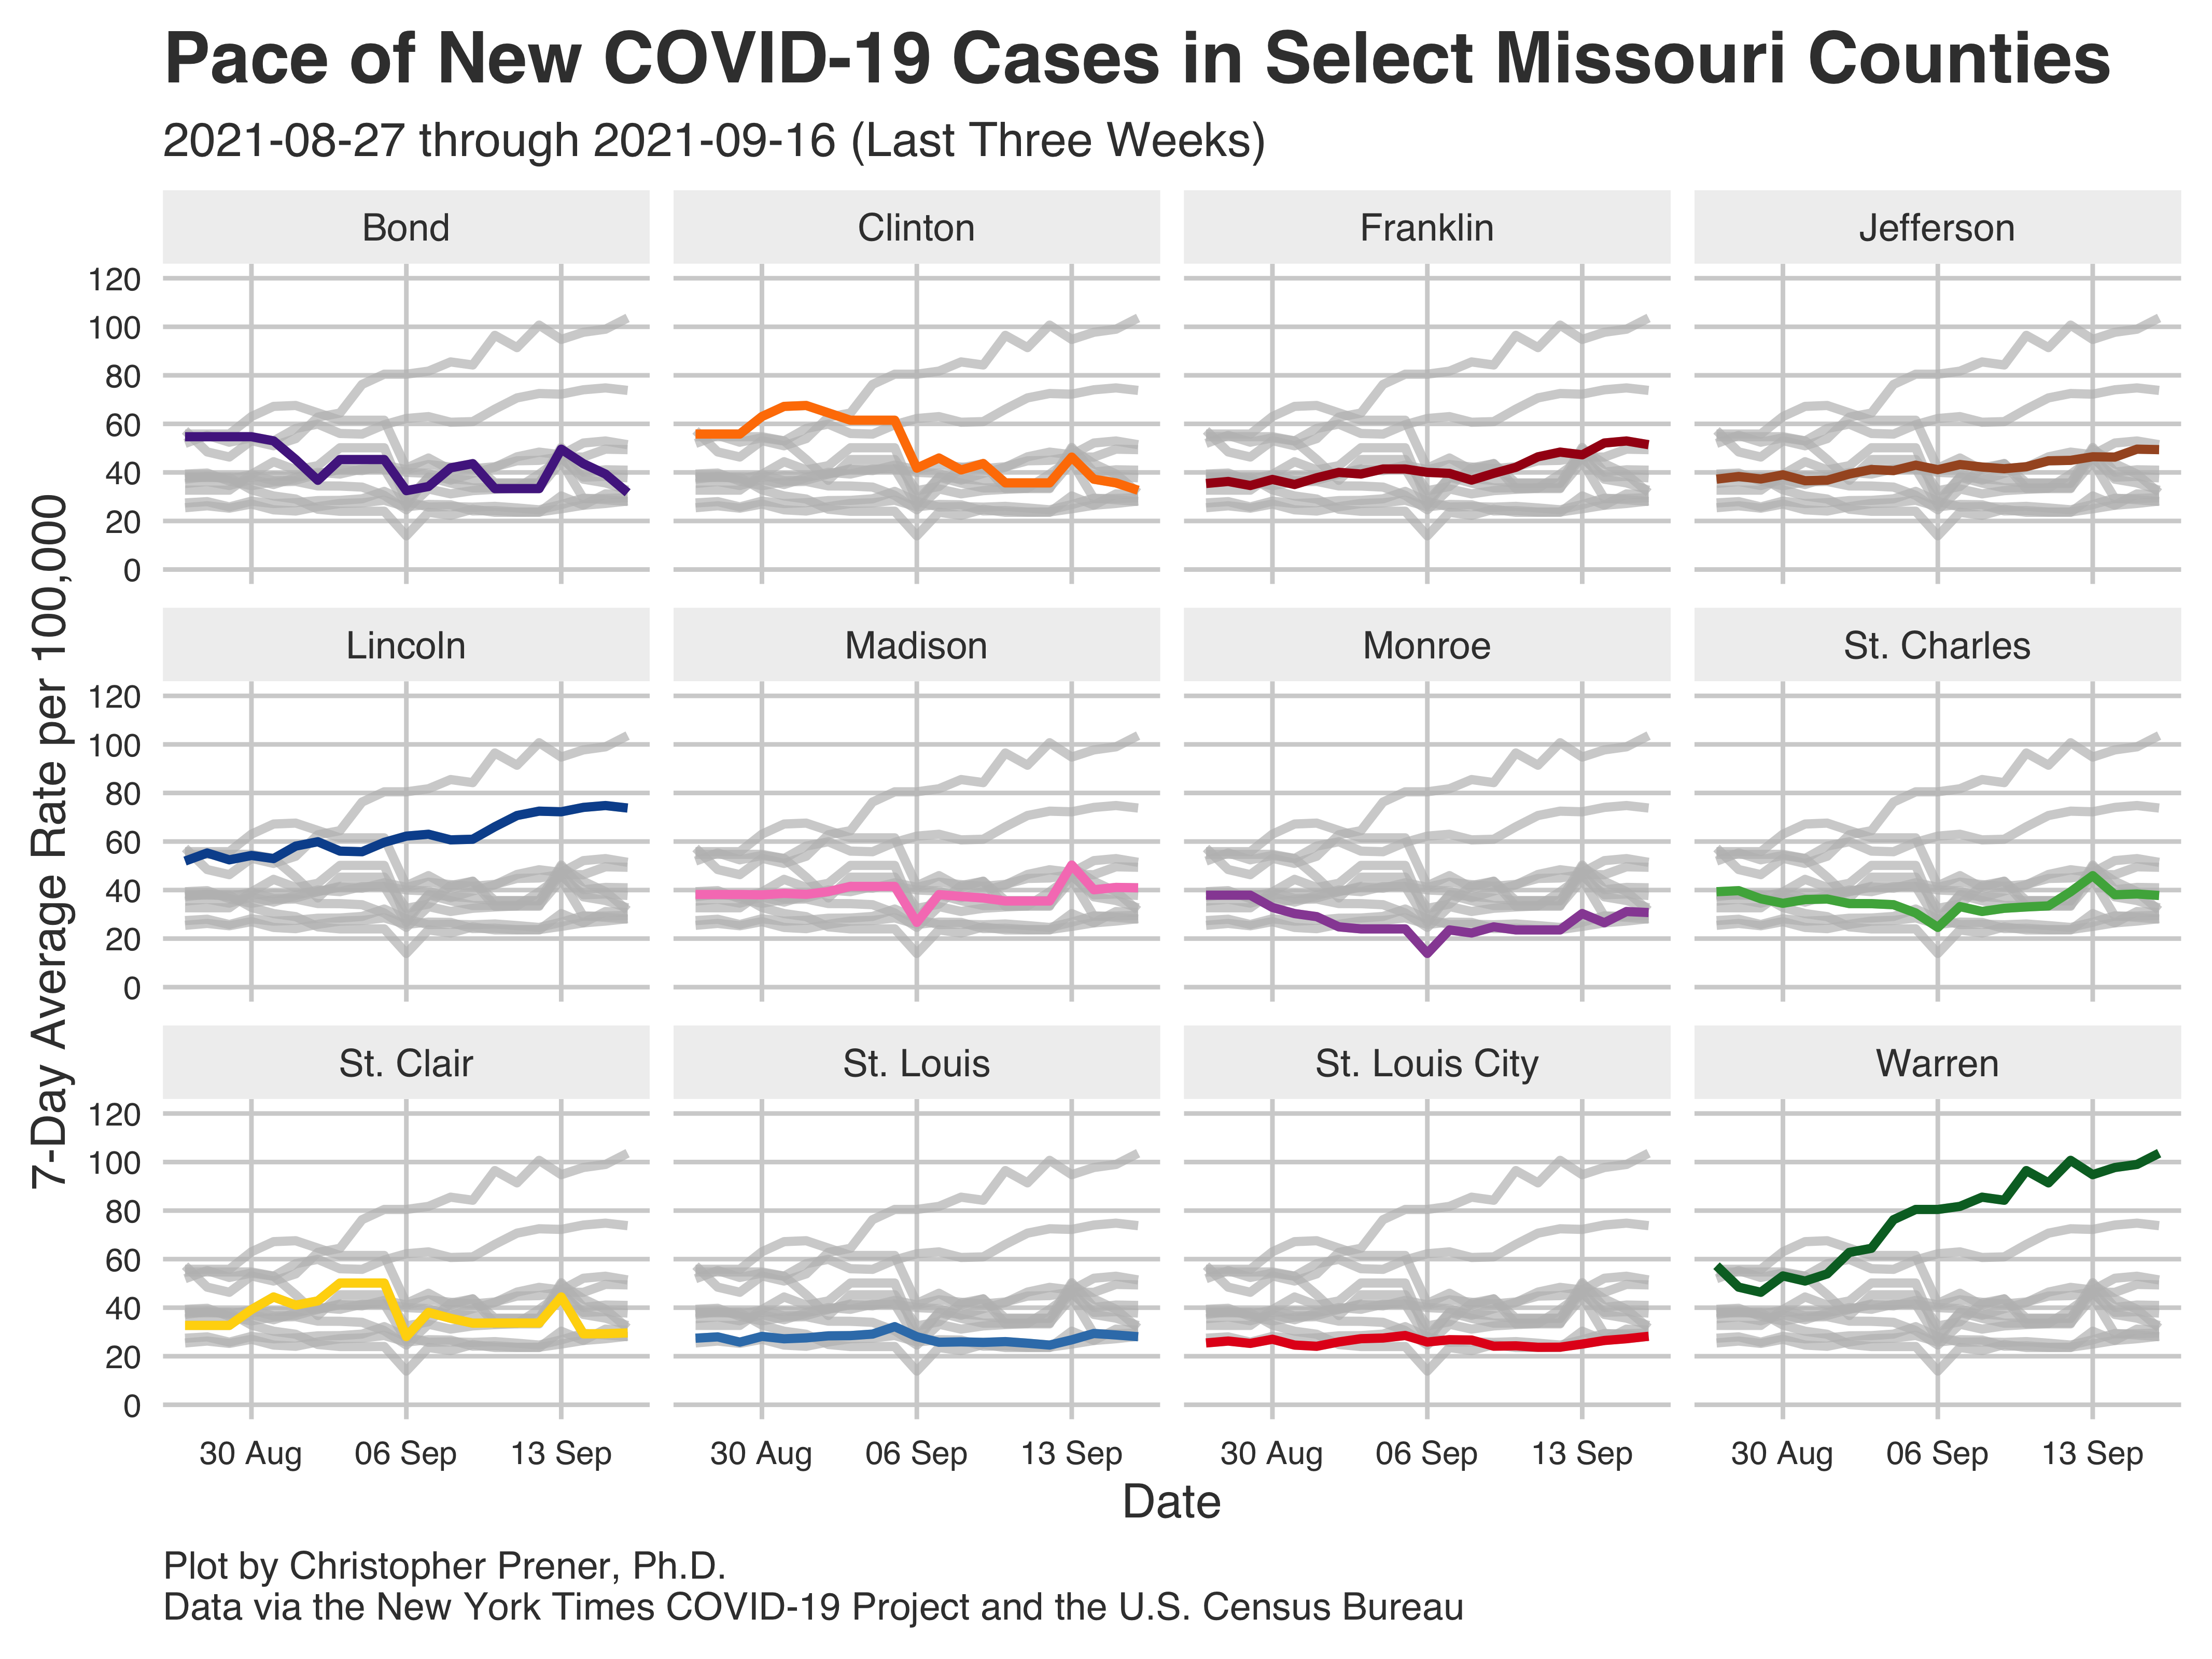 Pace of New COVID-19 Cases in Select Missouri Counties
2021-08-27 through 2021-09-16 (Last Three Weeks)
Bond
Clinton
Franklin
Jefferson
120
100
80
60
40
20
0
Lincoln
Madison
Monroe
St. Charles
120
100
80
60
40
20
0
St. Clair
St. Louis
St. Louis City
Warren
120
100
80
60
40
20
0
7-Day Average Rate per 100,000
30 Aug 06 Sep 13 Sep
30 Aug 06 Sep 13 Sep
30 Aug 06 Sep 13 Sep
30 Aug 06 Sep 13 Sep
Date
Plot by Christopher Prener, Ph.D.
Data via the New York Times COVID-19 Project and the U.S. Census Bureau